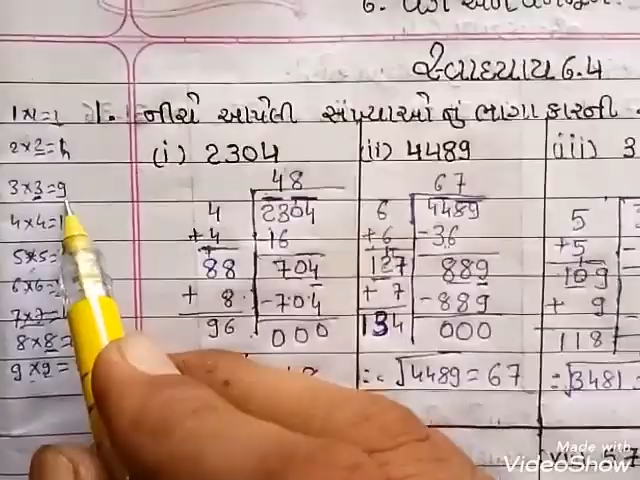 સ્વાધ્યાય 6.4
1. નીચે આપેલી સંખ્યાઓનું ભાગાકારની
1×1=1
2×2=4
3×3=9
4×4=1
5×5=
6×6=
7×7=
8×8=
9×9=
(i) 2304
48
4 2304
+4 -16
88 704
+ 8 -704
96 000
(ii) 4489
67
6 4489
+6 -36
127 889
+ 7 -889
134 000
∴ √4489 = 67
(iii) 3
5
+5
109
+ 9
118
∴ √3481
57
Made with
VideoShow